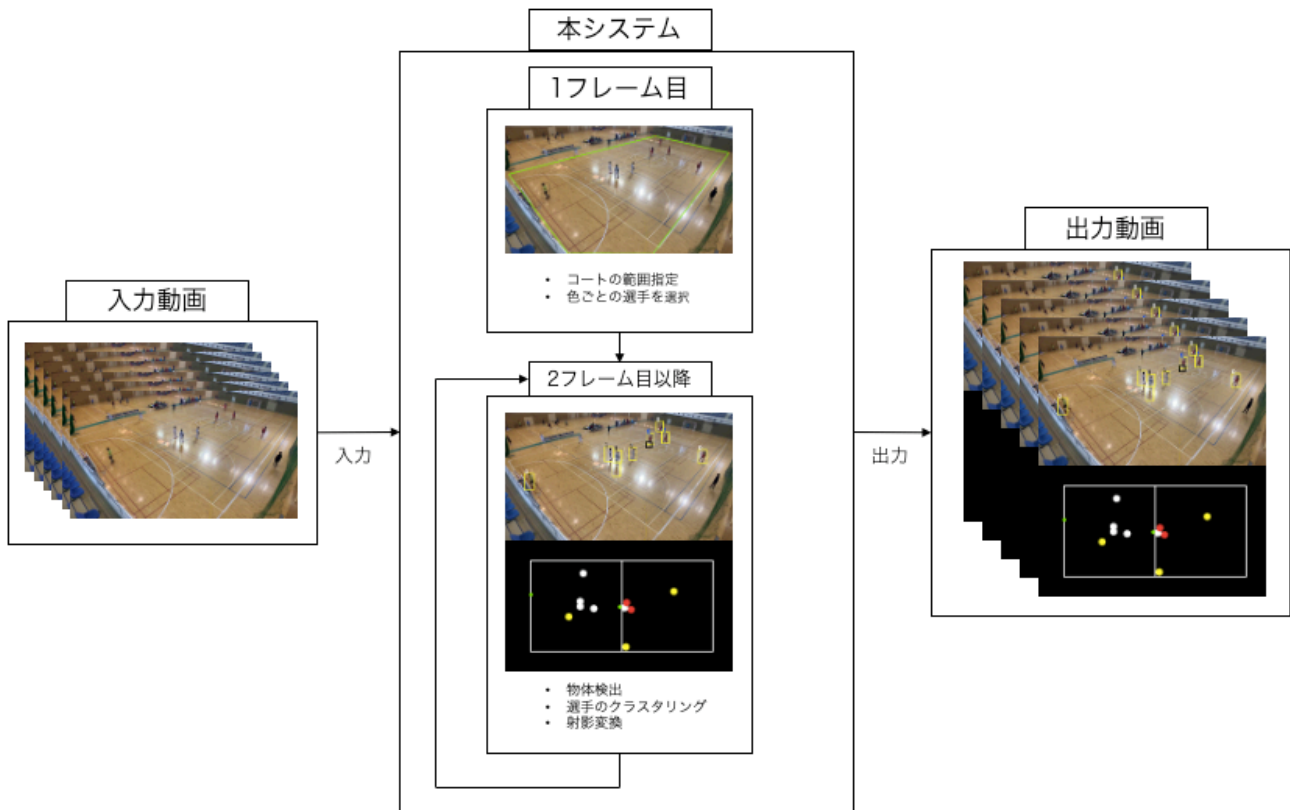 本システム
1フレーム目
• コートの範囲指定
• 色ごとの選手を選択
入力動画
入力
2フレーム目以降
• 物体検出
• 選手のクラスタリング
• 射影変換
出力
出力動画